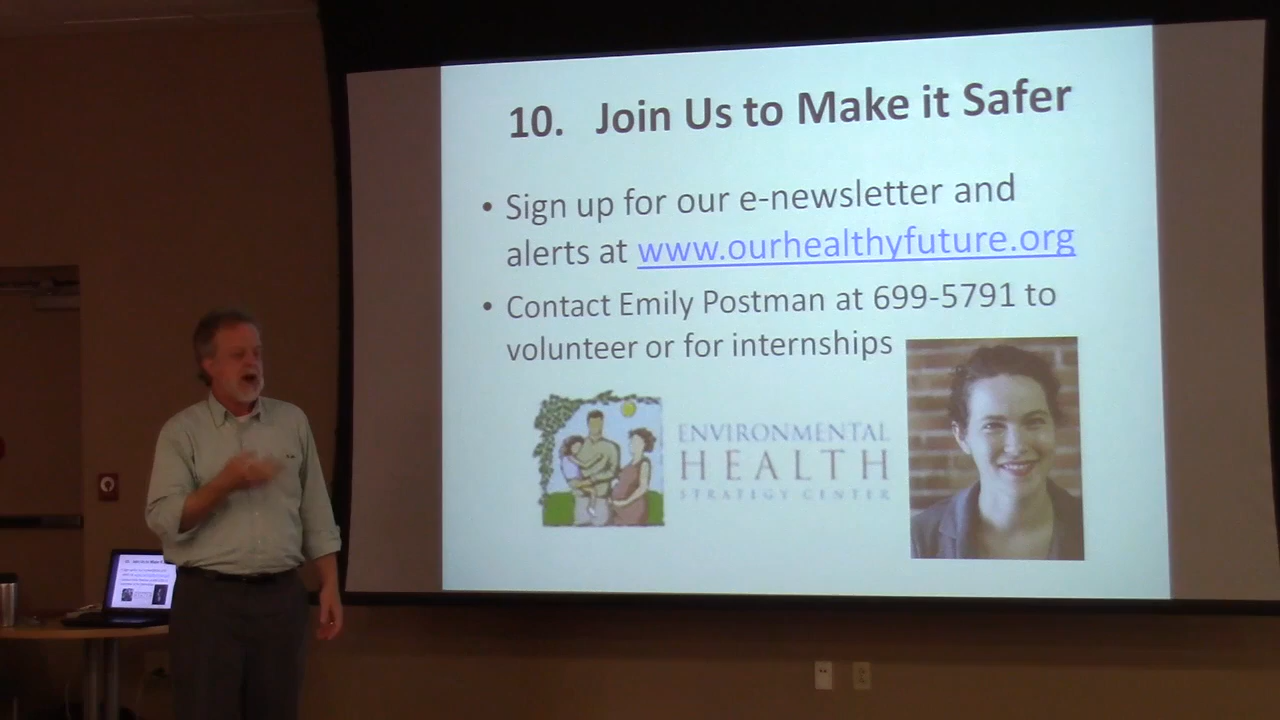 10. Join Us to Make it Safer
• Sign up for our e-newsletter and
alerts at www.ourhealthyfuture.org
• Contact Emily Postman at 699-5791 to
volunteer or for internships
ENVIRONMENTAL
HEALTH
STRATEGY CENTER